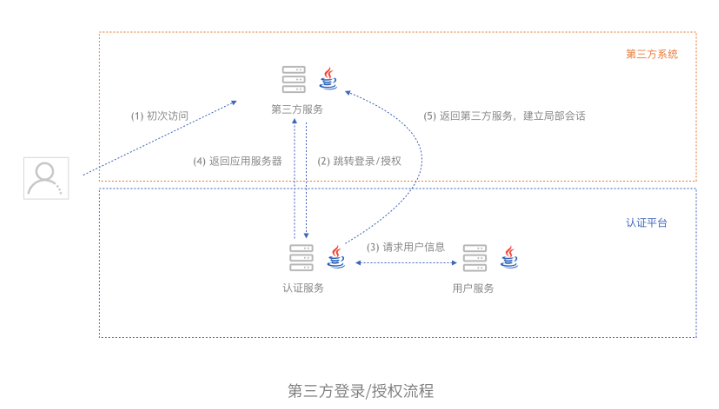 第三方系统
第三方服务
(1) 初次访问
(5) 返回第三方服务，建立局部会话
(4) 返回应用服务器
(2) 跳转登录/授权
认证平台
(3) 请求用户信息
认证服务
用户服务
第三方登录/授权流程